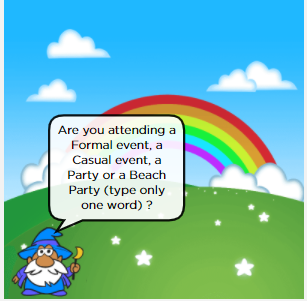 Are you attending a
Formal event, a
Casual event, a
Party or a Beach
Party (type only
one word) ?